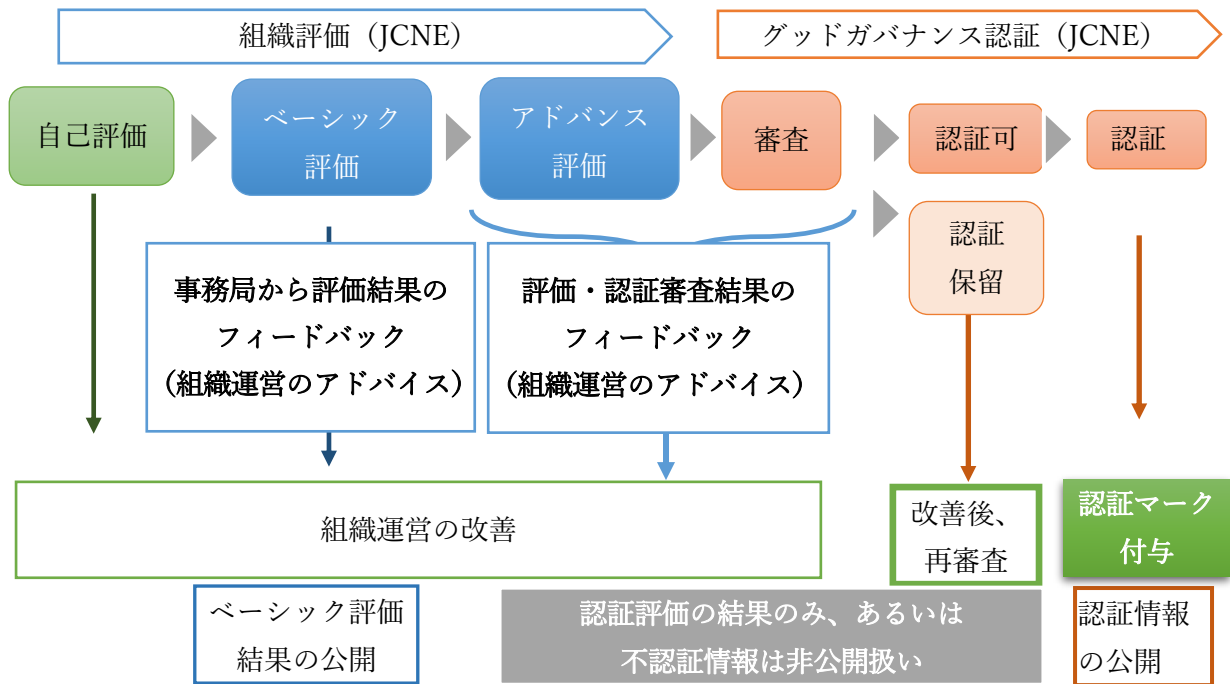 組織評価（JCNE）
グッドガバナンス認証（JCNE）
自己評価
ベーシック
評価
アドバンス
評価
審査
認証可
認証
認証
保留
事務局から評価結果の
フィードバック
（組織運営のアドバイス）
評価・認証審査結果の
フィードバック
（組織運営のアドバイス）
組織運営の改善
改善後、
再審査
認証マーク
付与
ベーシック評価
結果の公開
認証評価の結果のみ、あるいは
不認証情報は非公開扱い
認証情報
の公開